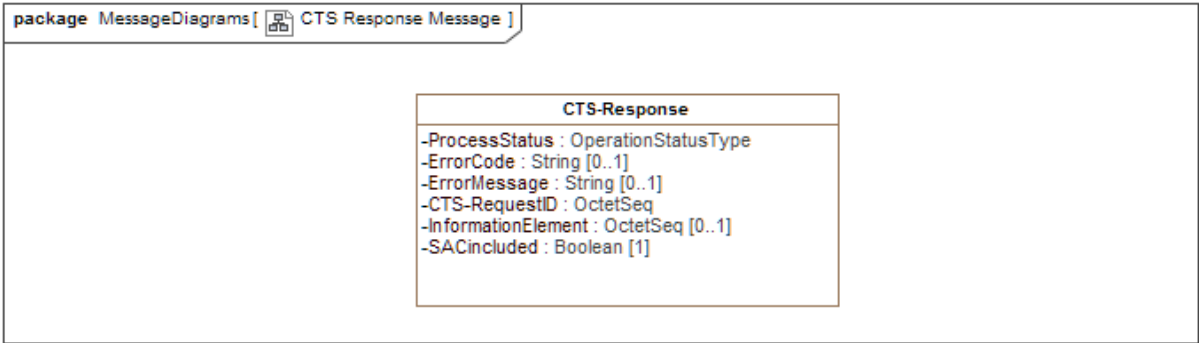 package MessageDiagrams[ CTS Response Message ]
CTS-Response
-ProcessStatus : OperationStatusType
-ErrorCode : String [0..1]
-ErrorMessage : String [0..1]
-CTS-RequestID : OctetSeq
-InformationElement : OctetSeq [0..1]
-SACincluded : Boolean [1]